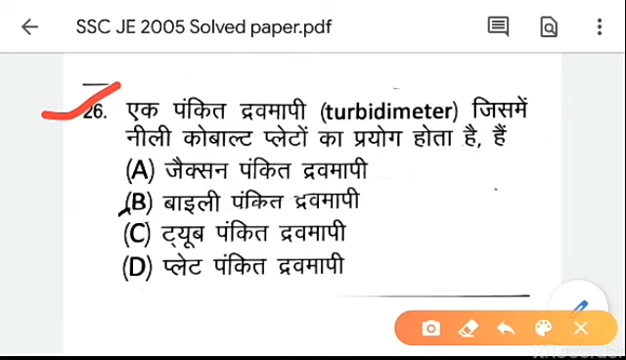 SSC JE 2005 Solved paper.pdf
26. एक पंकित द्रवमापी (turbidimeter) जिसमें
नीली कोबाल्ट प्लेटों का प्रयोग होता है, हैं
(A) जैक्सन पंकित द्रवमापी
(B) बाइली पंकित द्रवमापी
(C) ट्यूब पंकित द्रवमापी
(D) प्लेट पंकित द्रवमापी